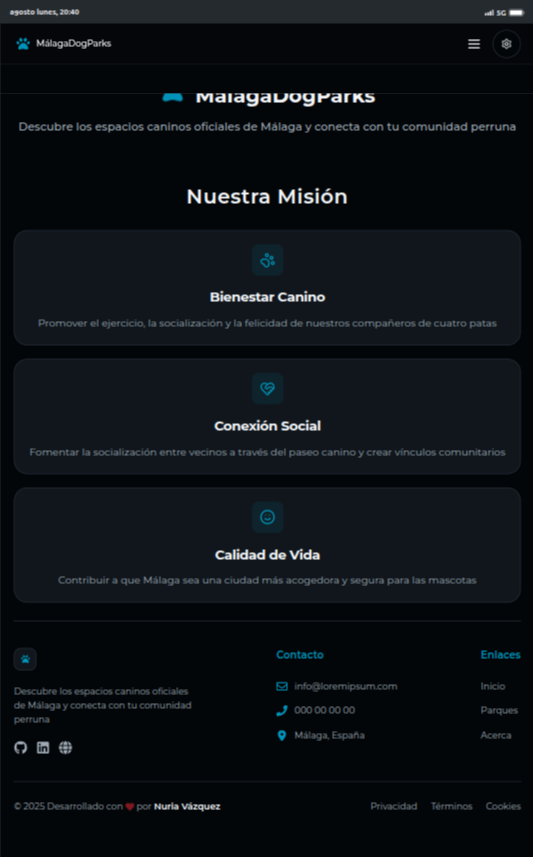 agosto lunes, 20:40
5G
MálagaDogParks
MálagaDogParks
Descubre los espacios caninos oficiales de Málaga y conecta con tu comunidad perruna
Nuestra Misión
Bienestar Canino
Promover el ejercicio, la socialización y la felicidad de nuestros compañeros de cuatro patas
Conexión Social
Fomentar la socialización entre vecinos a través del paseo canino y crear vínculos comunitarios
Calidad de Vida
Contribuir a que Málaga sea una ciudad más acogedora y segura para las mascotas
Descubre los espacios caninos oficiales
de Málaga y conecta con tu comunidad
perruna
Contacto
info@loremipsum.com
000 00 00 00
Málaga, España
Enlaces
Inicio
Parques
Acerca
© 2025 Desarrollado con ❤ por Nuria Vázquez
Privacidad Términos Cookies